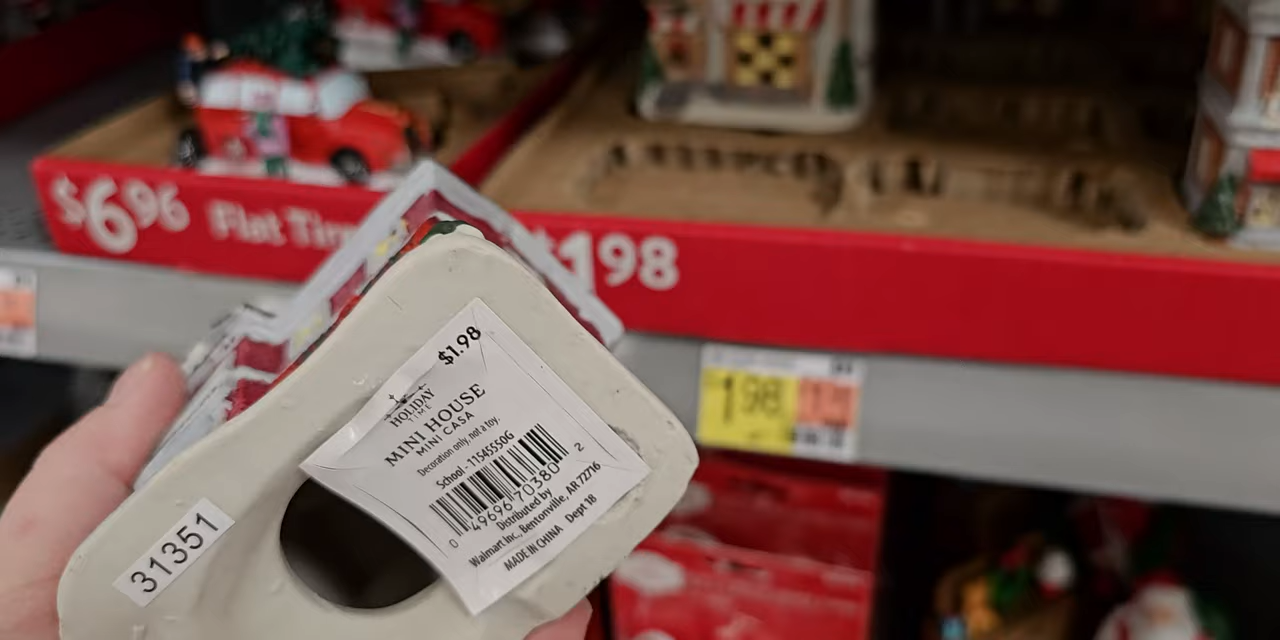 $6.96 Flat Tire
$1.98
1.98
$1.98
HOLIDAY
TIME
MINI HOUSE
MINI CASA
Decoration only, not a toy.
School - 11545550G
0 49696 70380 2
Distributed by
Walmart Inc., Bentonville, AR 72716
MADE IN CHINA Dept 18
31351